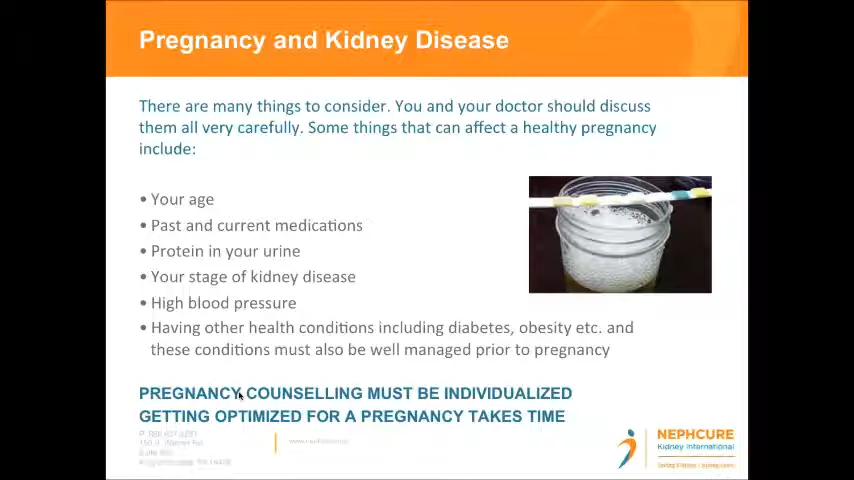 Pregnancy and Kidney Disease
There are many things to consider. You and your doctor should discuss
them all very carefully. Some things that can affect a healthy pregnancy
include:
• Your age
• Past and current medications
• Protein in your urine
• Your stage of kidney disease
• High blood pressure
• Having other health conditions including diabetes, obesity etc. and
these conditions must also be well managed prior to pregnancy
PREGNANCY COUNSELLING MUST BE INDIVIDUALIZED
GETTING OPTIMIZED FOR A PREGNANCY TAKES TIME
NEPHCURE
Kidney International